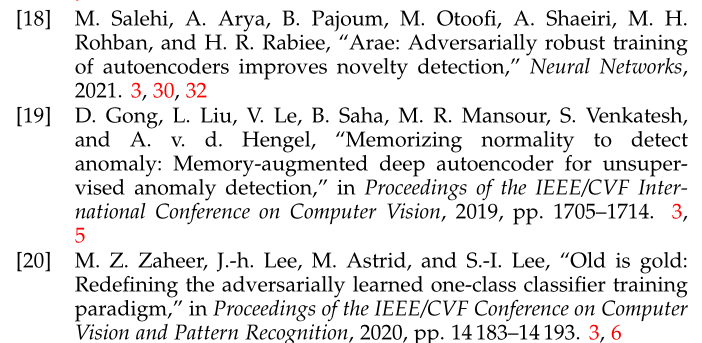 [18] M. Salehi, A. Arya, B. Pajoum, M. Otoofi, A. Shaeiri, M. H.
Rohban, and H. R. Rabiee, “Arae: Adversarially robust training
of autoencoders improves novelty detection,” Neural Networks,
2021. 3, 30, 32
[19] D. Gong, L. Liu, V. Le, B. Saha, M. R. Mansour, S. Venkatesh,
and A. v. d. Hengel, “Memorizing normality to detect
anomaly: Memory-augmented deep autoencoder for unsuper-
vised anomaly detection,” in Proceedings of the IEEE/CVF Inter-
national Conference on Computer Vision, 2019, pp. 1705–1714. 3,
5
[20] M. Z. Zaheer, J.-h. Lee, M. Astrid, and S.-I. Lee, “Old is gold:
Redefining the adversarially learned one-class classifier training
paradigm,” in Proceedings of the IEEE/CVF Conference on Computer
Vision and Pattern Recognition, 2020, pp. 14 183–14 193. 3, 6